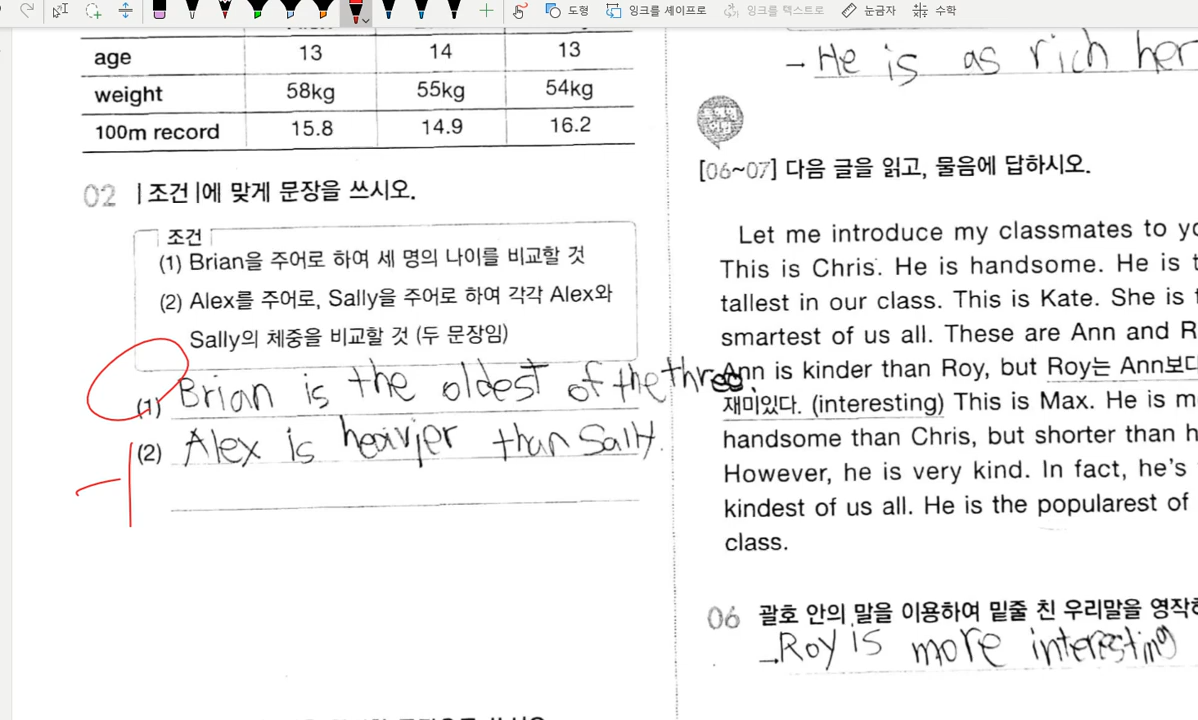 도형
잉크를 셰이프로
잉크를 텍스트로
눈금자
수학
age 13 14 13
weight 58kg 55kg 54kg
100m record 15.8 14.9 16.2
02 |조건|에 맞게 문장을 쓰시오.
조건
(1) Brian을 주어로 하여 세 명의 나이를 비교할 것
(2) Alex를 주어로, Sally을 주어로 하여 각각 Alex와
Sally의 체중을 비교할 것 (두 문장임)
(1) Brian is the oldest of the three.
(2) Alex is heaivier than Sally.
-1
→ He is as rich her
[06~07] 다음 글을 읽고, 물음에 답하시오.
Let me introduce my classmates to yo
This is Chris. He is handsome. He is t
tallest in our class. This is Kate. She is
smartest of us all. These are Ann and R
Ann is kinder than Roy, but Roy는 Ann보다
재미있다. (interesting) This is Max. He is m
handsome than Chris, but shorter than h
However, he is very kind. In fact, he's
kindest of us all. He is the popularest of
class.
06 괄호 안의 말을 이용하여 밑줄 친 우리말을 영작하
→ Roy is more interesting